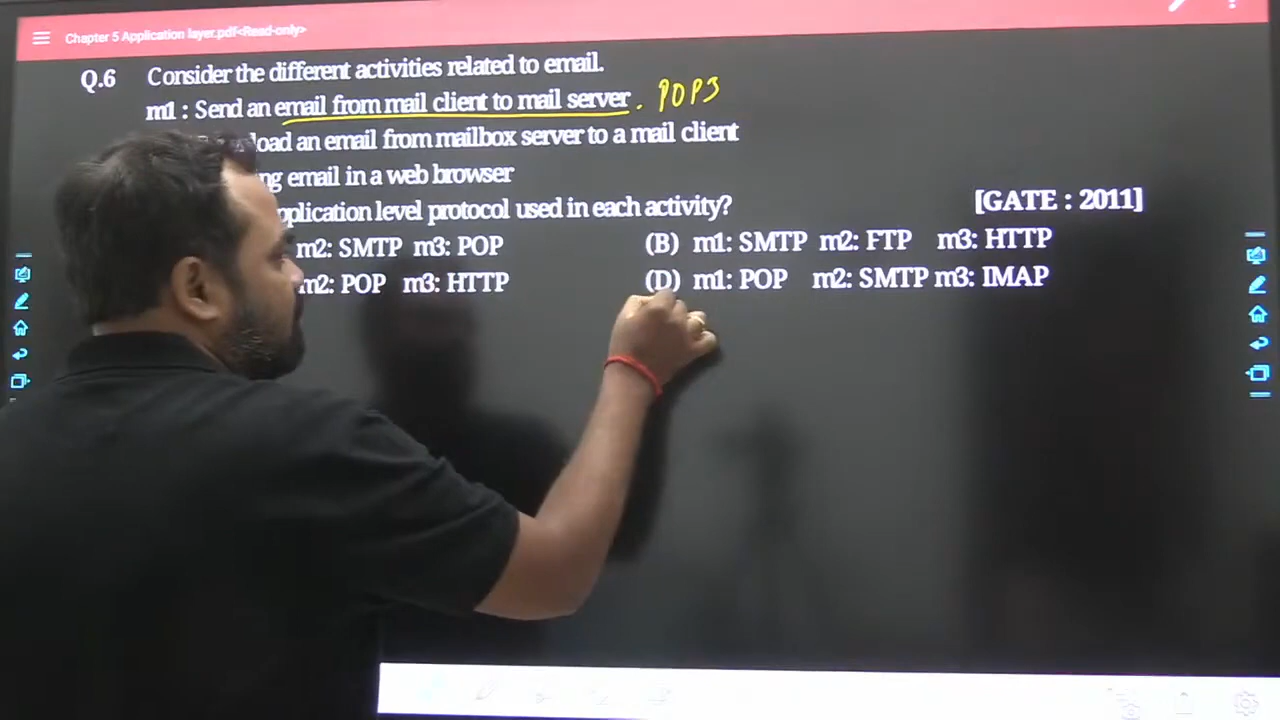 Chapter 5 Application layer.pdf<Read-only>
Q.6 Consider the different activities related to email.
m1 : Send an email from mail client to mail server. POP3
load an email from mailbox server to a mail client
ng email in a web browser
pplication level protocol used in each activity? [GATE : 2011]
m2: SMTP m3: POP (B) m1: SMTP m2: FTP m3: HTTP
m2: POP m3: HTTP (D) m1: POP m2: SMTP m3: IMAP